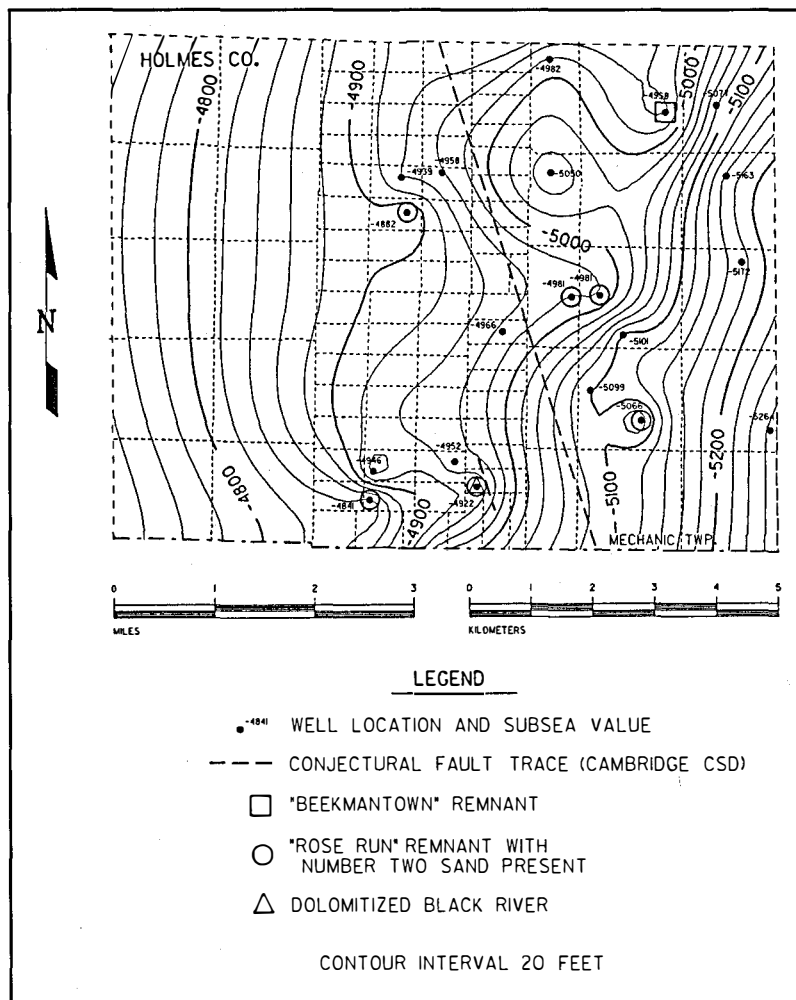 HOLMES CO.
-4800
-4900
-4982
-4958
-5000
-5071
-5100
-4939
-4958
-5050
-5163
-4882
-5000
-5172
-4981
-4981
-4966
-5101
-5099
-5066
-5264
-4946
-4952
-4800
-4841
-4900
-4922
-5100
-5200
MECHANIC TWP.
N
0 1 2 3
MILES
0 1 2 3 4 5
KILOMETERS
LEGEND
-4841 WELL LOCATION AND SUBSEA VALUE
CONJECTURAL FAULT TRACE (CAMBRIDGE CSD)
"BEEKMANTOWN" REMNANT
"ROSE RUN" REMNANT WITH
NUMBER TWO SAND PRESENT
DOLOMITIZED BLACK RIVER
CONTOUR INTERVAL 20 FEET